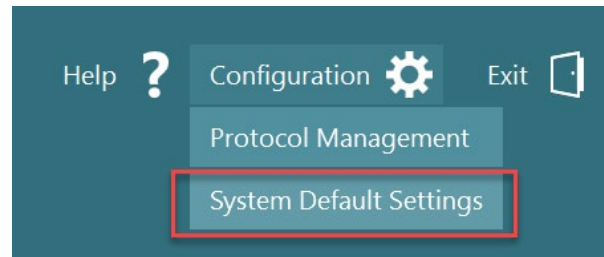 Help ? Configuration Exit
Protocol Management
System Default Settings